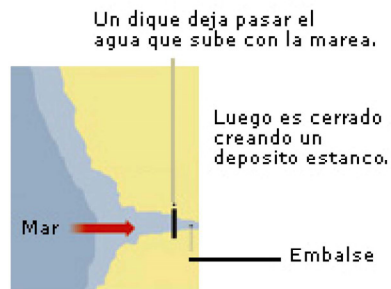 Un dique deja pasar el
agua que sube con la marea.
Luego es cerrado
creando un
deposito estanco.
Mar
Embalse